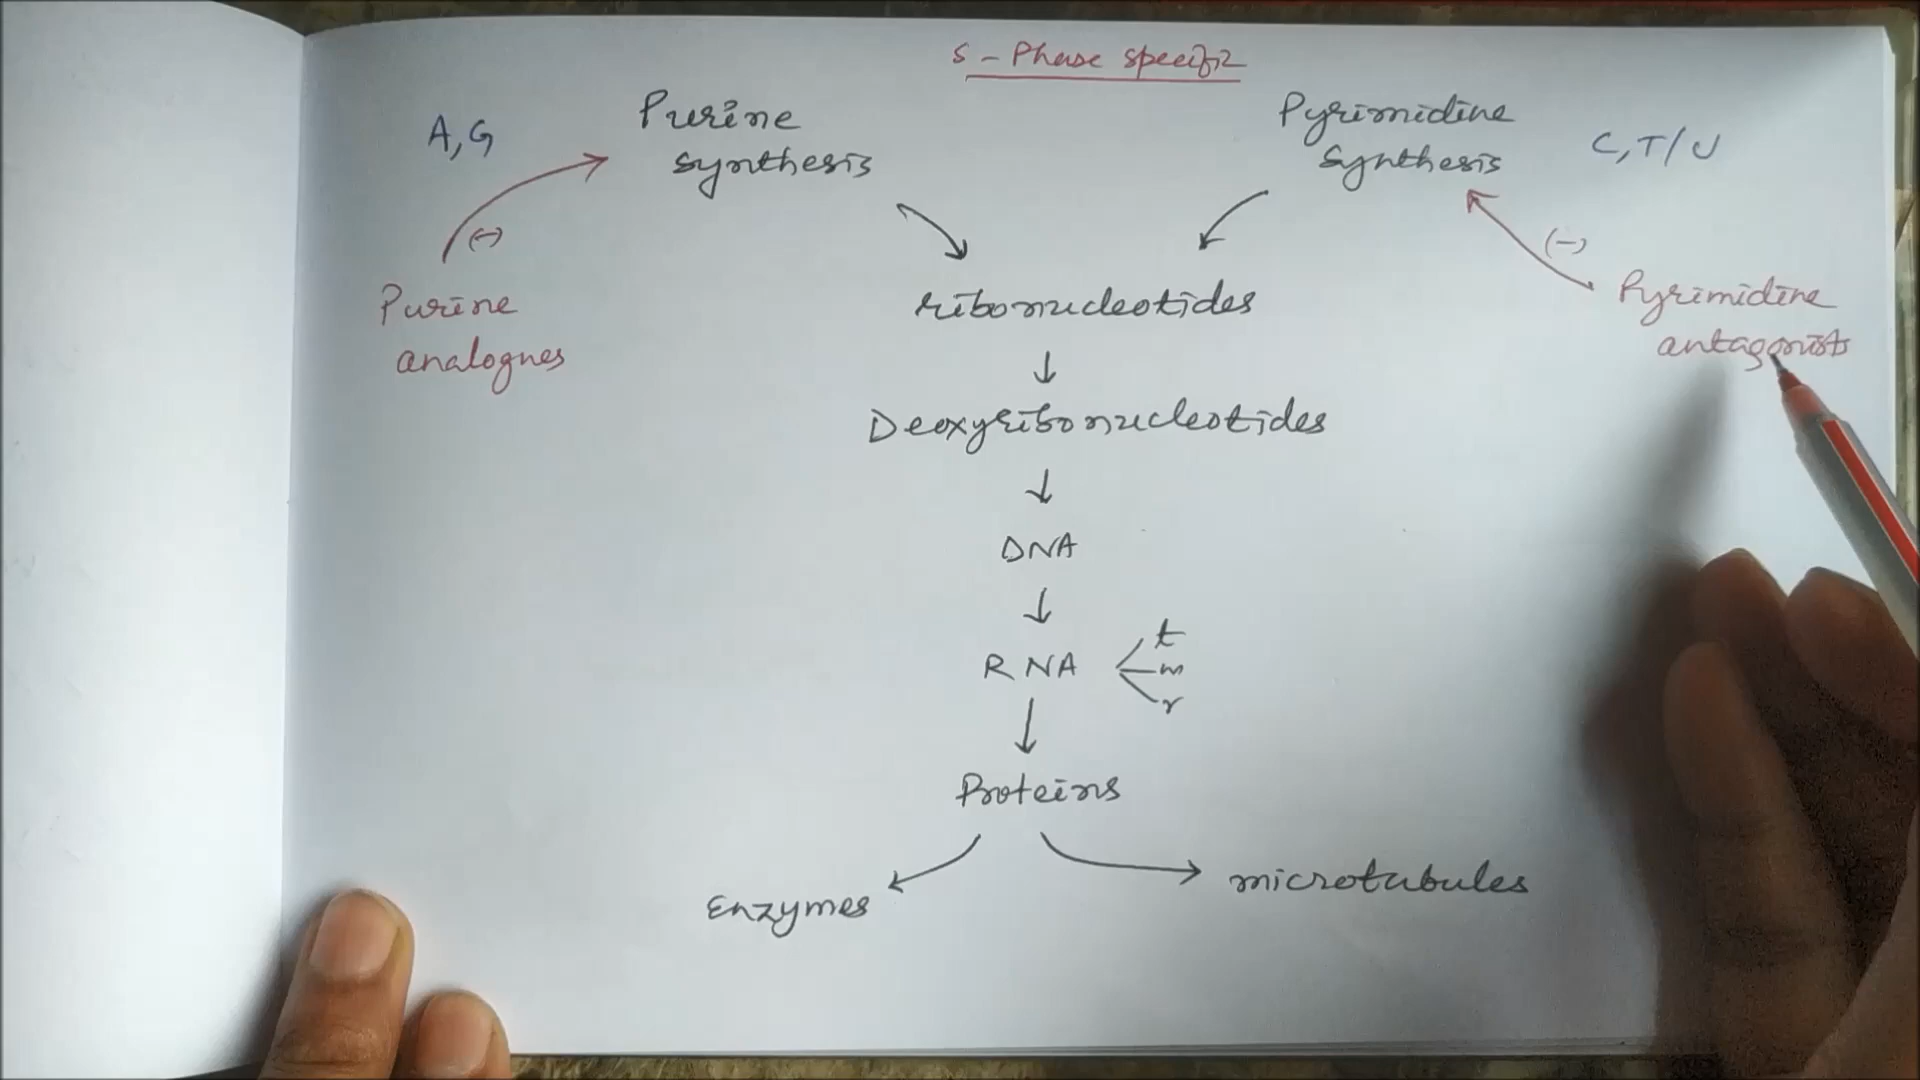 S - Phase specific
A, G
Purine
synthesis
Pyrimidine
synthesis
C, T/U
(-)
(-)
Purine
analogues
ribonucleotides
Pyrimidine
antagonists
Deoxyribonucleotides
DNA
RNA
t
m
r
Proteins
Enzymes
microtubules